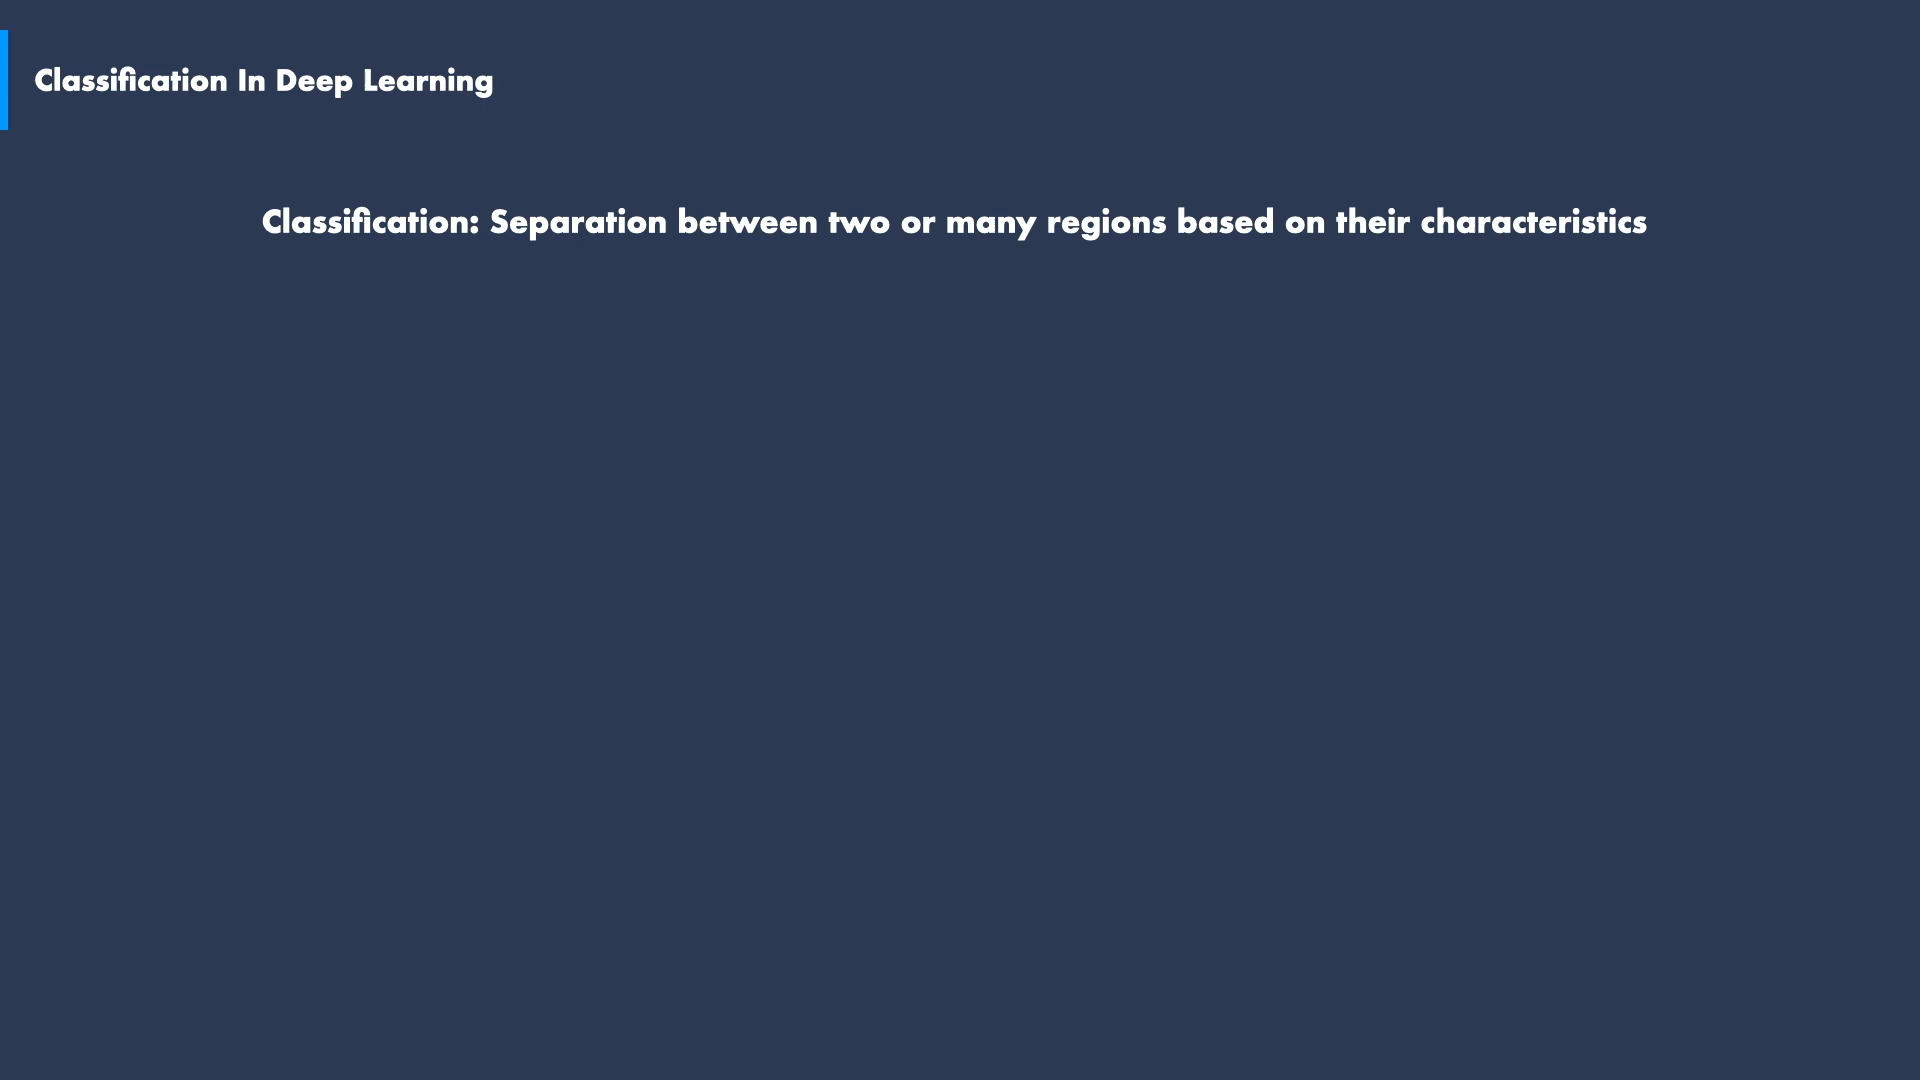 Classification In Deep Learning
Classification: Separation between two or many regions based on their characteristics